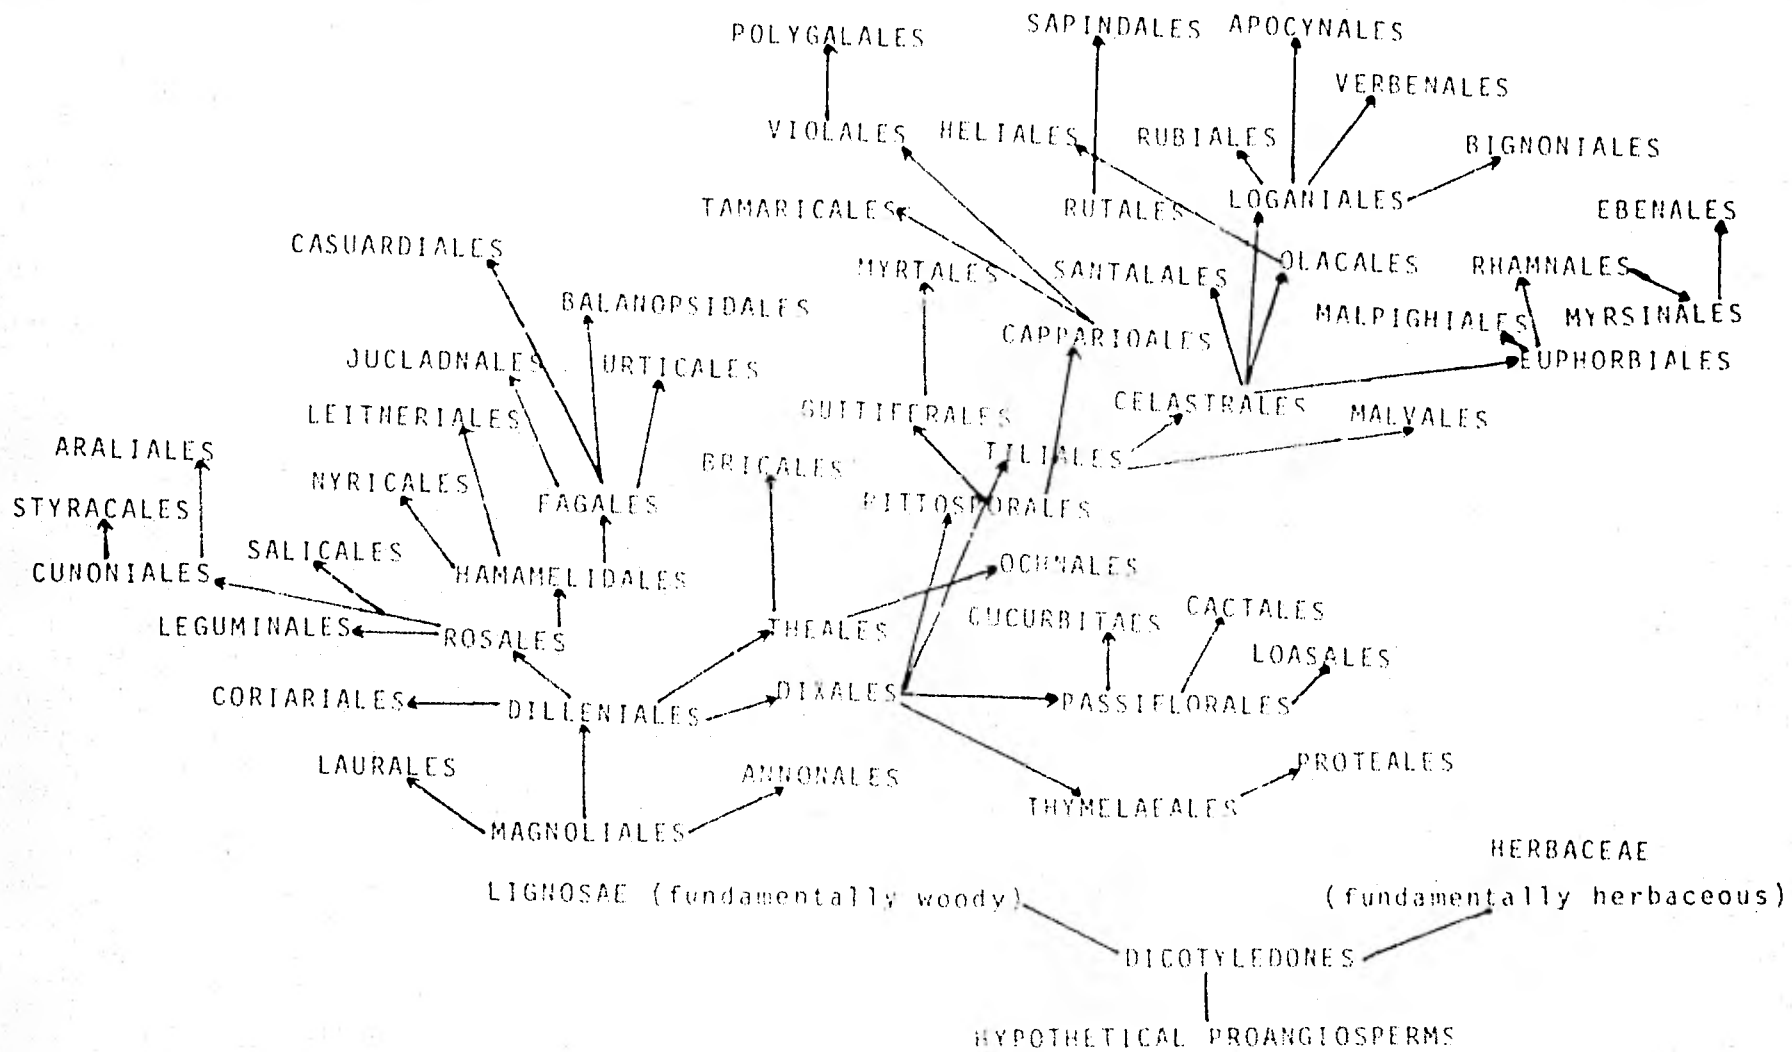 POLYGALALES
SAPINDALES
APOCYNALES
VERBENALES
VIOLALES
HELIALES
RUBIALES
BIGNONIALES
TAMARICALES
RUTALES
LOGANIALES
EBENALES
CASUARDIALES
MYRTALES
SANTALALES
OLACALES
RHAMNALES
BALANOPSIDALES
CAPPARIOALES
MALPIGHIALES
MYRSINALES
JUCLADNALES
URTICALES
EUPHORBIALES
LEITNERIALES
GUTTIFERALES
CELASTRALES
MALVALES
ARALIALES
BRICALES
TILIALES
NYRICALES
FAGALES
PITTOSPORALES
STYRACALES
SALICALES
OCHNALES
CUNONIALES
HAMAMELIDALES
CUCURBITAES
CACTALES
LEGUMINALES
ROSALES
THEALES
LOASALES
CORIARIALES
DILLENIALES
DIXALES
PASSIFLORALES
LAURALES
ANNONALES
PROTEALES
MAGNOLIALES
THYMELAEALES
HERBACEAE
LIGNOSAE (fundamentally woody)
(fundamentally herbaceous)
DICOTYLEDONES
HYPOTHETICAL PROANGIOSPERMS